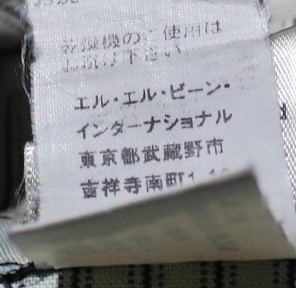 乾燥機のご使用は
お避け下さい。
エル・エル・ビーン・
インターナショナル
東京都武蔵野市
吉祥寺南町1